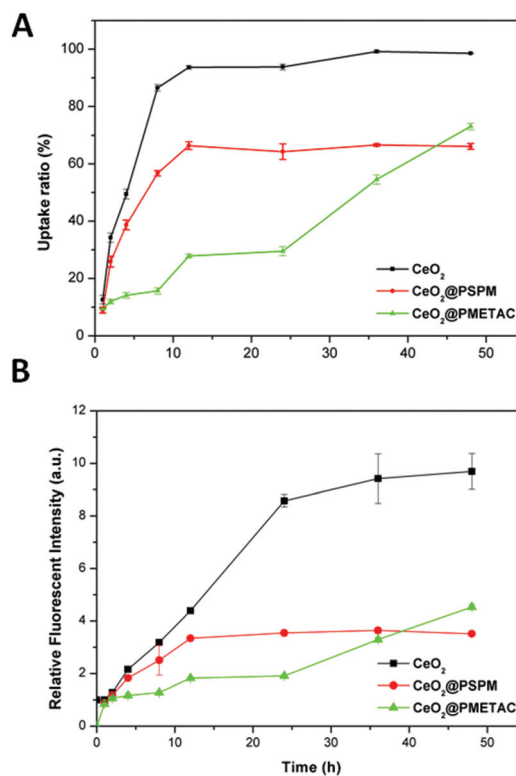 A
100
80
60
40
20
0
Uptake ratio (%)
CeO₂
CeO₂@PSPM
CeO₂@PMETAC
0 10 20 30 40 50
B
12
10
8
6
4
2
0
Relative Fluorescent Intensity (a.u.)
CeO₂
CeO₂@PSPM
CeO₂@PMETAC
0 10 20 30 40 50
Time (h)